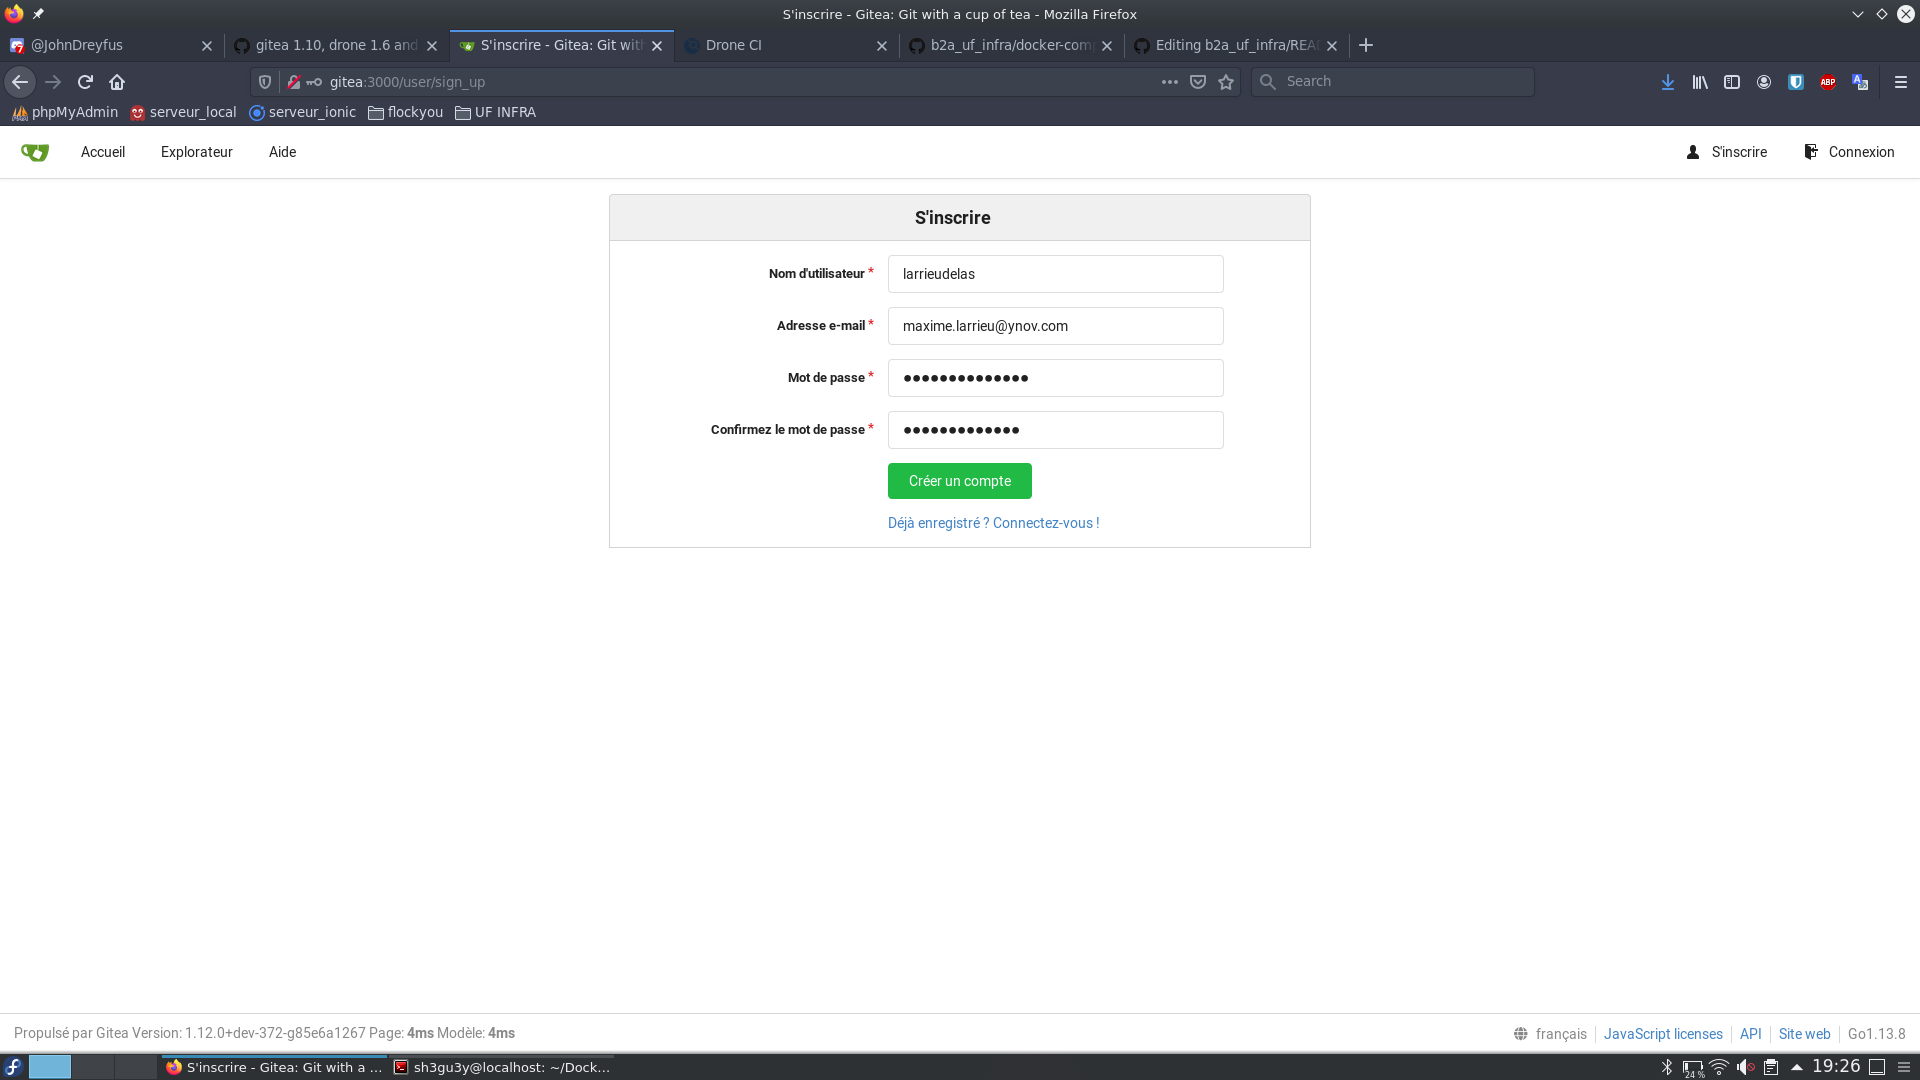 S'inscrire - Gitea: Git with a cup of tea - Mozilla Firefox
@JohnDreyfus
gitea 1.10, drone 1.6 and
S'inscrire - Gitea: Git with
Drone CI
b2a_uf_infra/docker-com
Editing b2a_uf_infra/REA
gitea:3000/user/sign_up
Search
ABP
phpMyAdmin
serveur_local
serveur_ionic
flockyou
UF INFRA
Accueil
Explorateur
Aide
S'inscrire
Connexion
S'inscrire
Nom d'utilisateur *
larrieudelas
Adresse e-mail *
maxime.larrieu@ynov.com
Mot de passe *
●●●●●●●●●●●●●●
Confirmez le mot de passe *
●●●●●●●●●●●●●
Créer un compte
Déjà enregistré ? Connectez-vous !
Propulsé par Gitea Version: 1.12.0+dev-372-g85e6a1267 Page: 4ms Modèle: 4ms
français
JavaScript licenses
API
Site web
Go1.13.8
S'inscrire - Gitea: Git with a ...
sh3gu3y@localhost: ~/Dock...
24 %
19:26